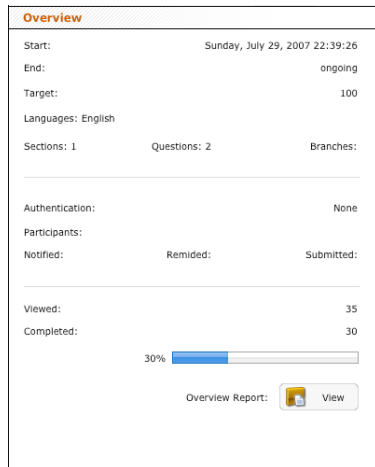 Overview
Start: Sunday, July 29, 2007 22:39:26
End: ongoing
Target: 100
Languages: English
Sections: 1 Questions: 2 Branches:
Authentication: None
Participants:
Notified: Remided: Submitted:
Viewed: 35
Completed: 30
30%
Overview Report: View